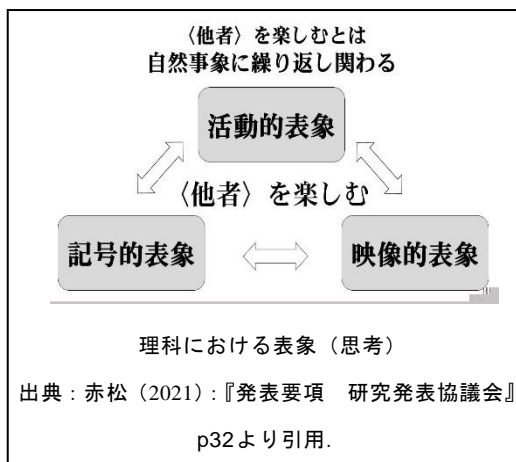 〈他者〉を楽しむとは
自然事象に繰り返し関わる
活動的表象
〈他者〉を楽しむ
記号的表象
映像的表象
理科における表象（思考）
出典：赤松（2021）：『発表要項　研究発表協議会』
p32より引用.